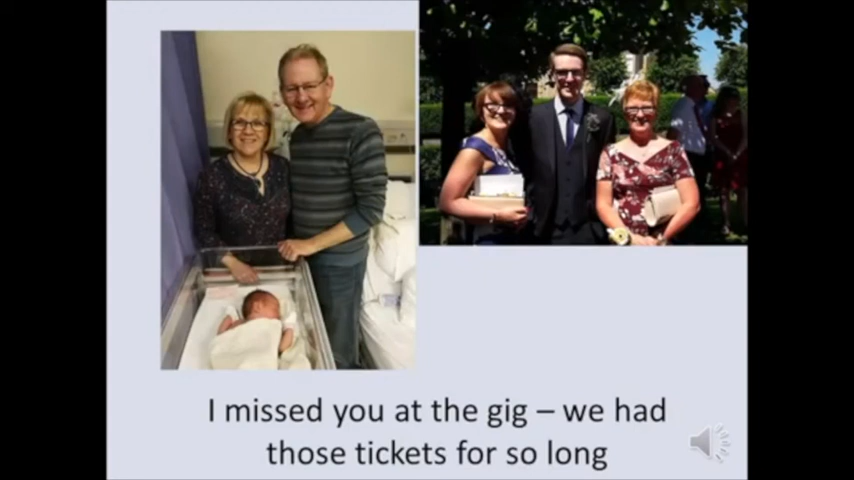 I missed you at the gig – we had
those tickets for so long